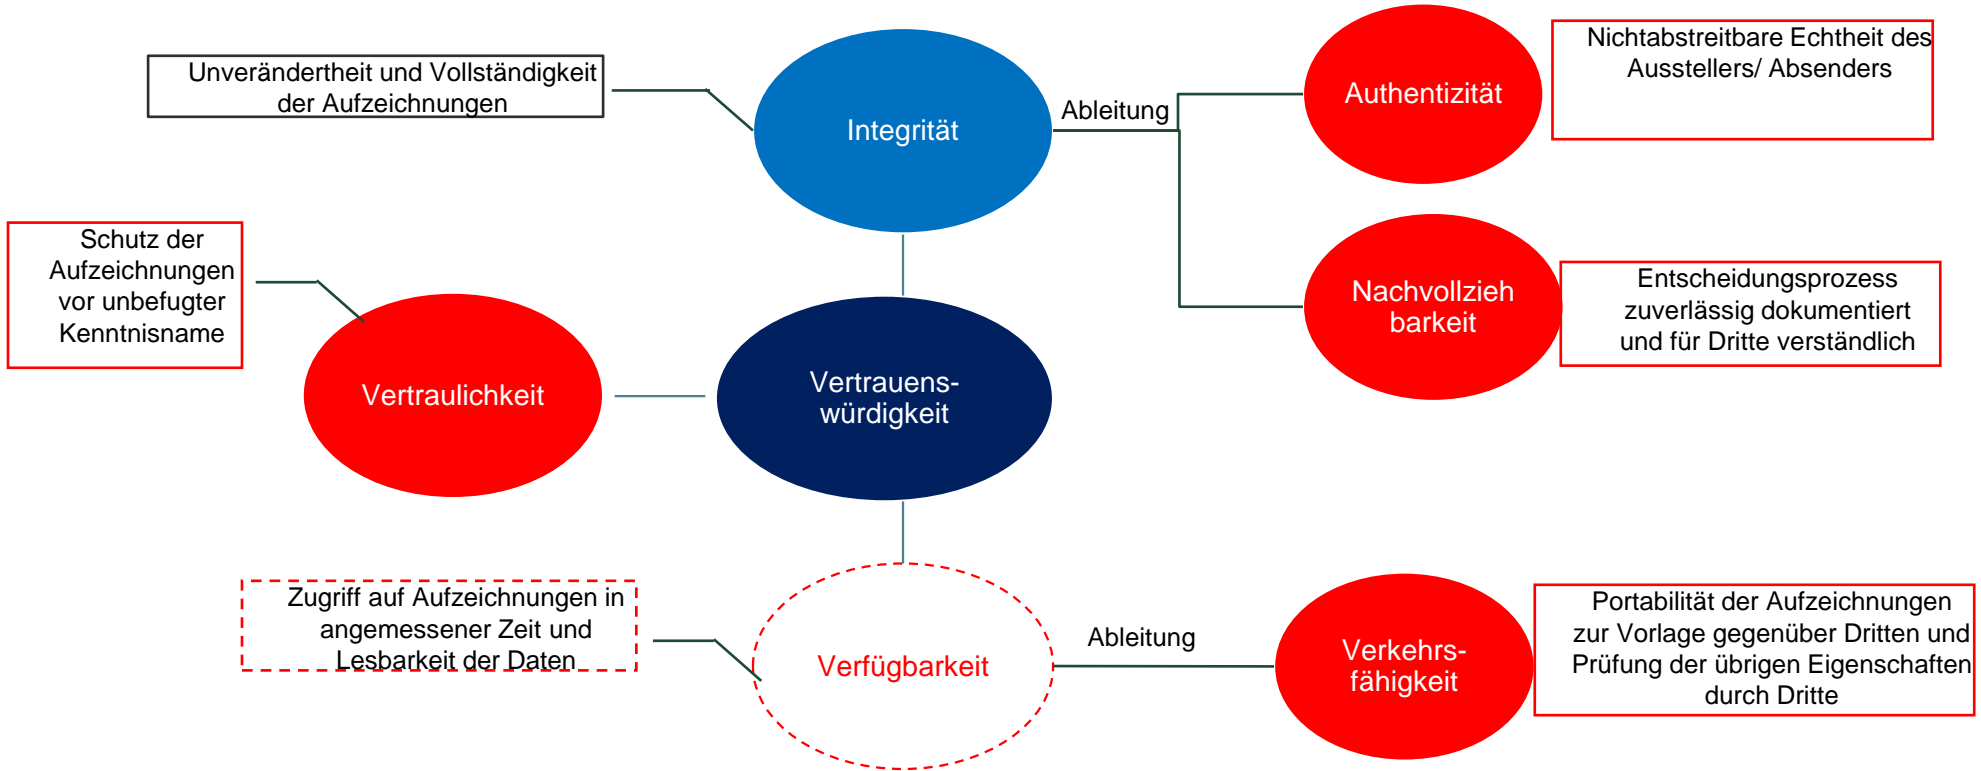 Unverändertheit und Vollständigkeit
der Aufzeichnungen
Integrität
Ableitung
Authentizität
Nichtabstreitbare Echtheit des
Ausstellers/ Absenders
Schutz der
Aufzeichnungen
vor unbefugter
Kenntnisname
Vertraulichkeit
Vertrauens-
würdigkeit
Nachvollzieh
barkeit
Entscheidungsprozess
zuverlässig dokumentiert
und für Dritte verständlich
Zugriff auf Aufzeichnungen in
angemessener Zeit und
Lesbarkeit der Daten
Verfügbarkeit
Ableitung
Verkehrs-
fähigkeit
Portabilität der Aufzeichnungen
zur Vorlage gegenüber Dritten und
Prüfung der übrigen Eigenschaften
durch Dritte